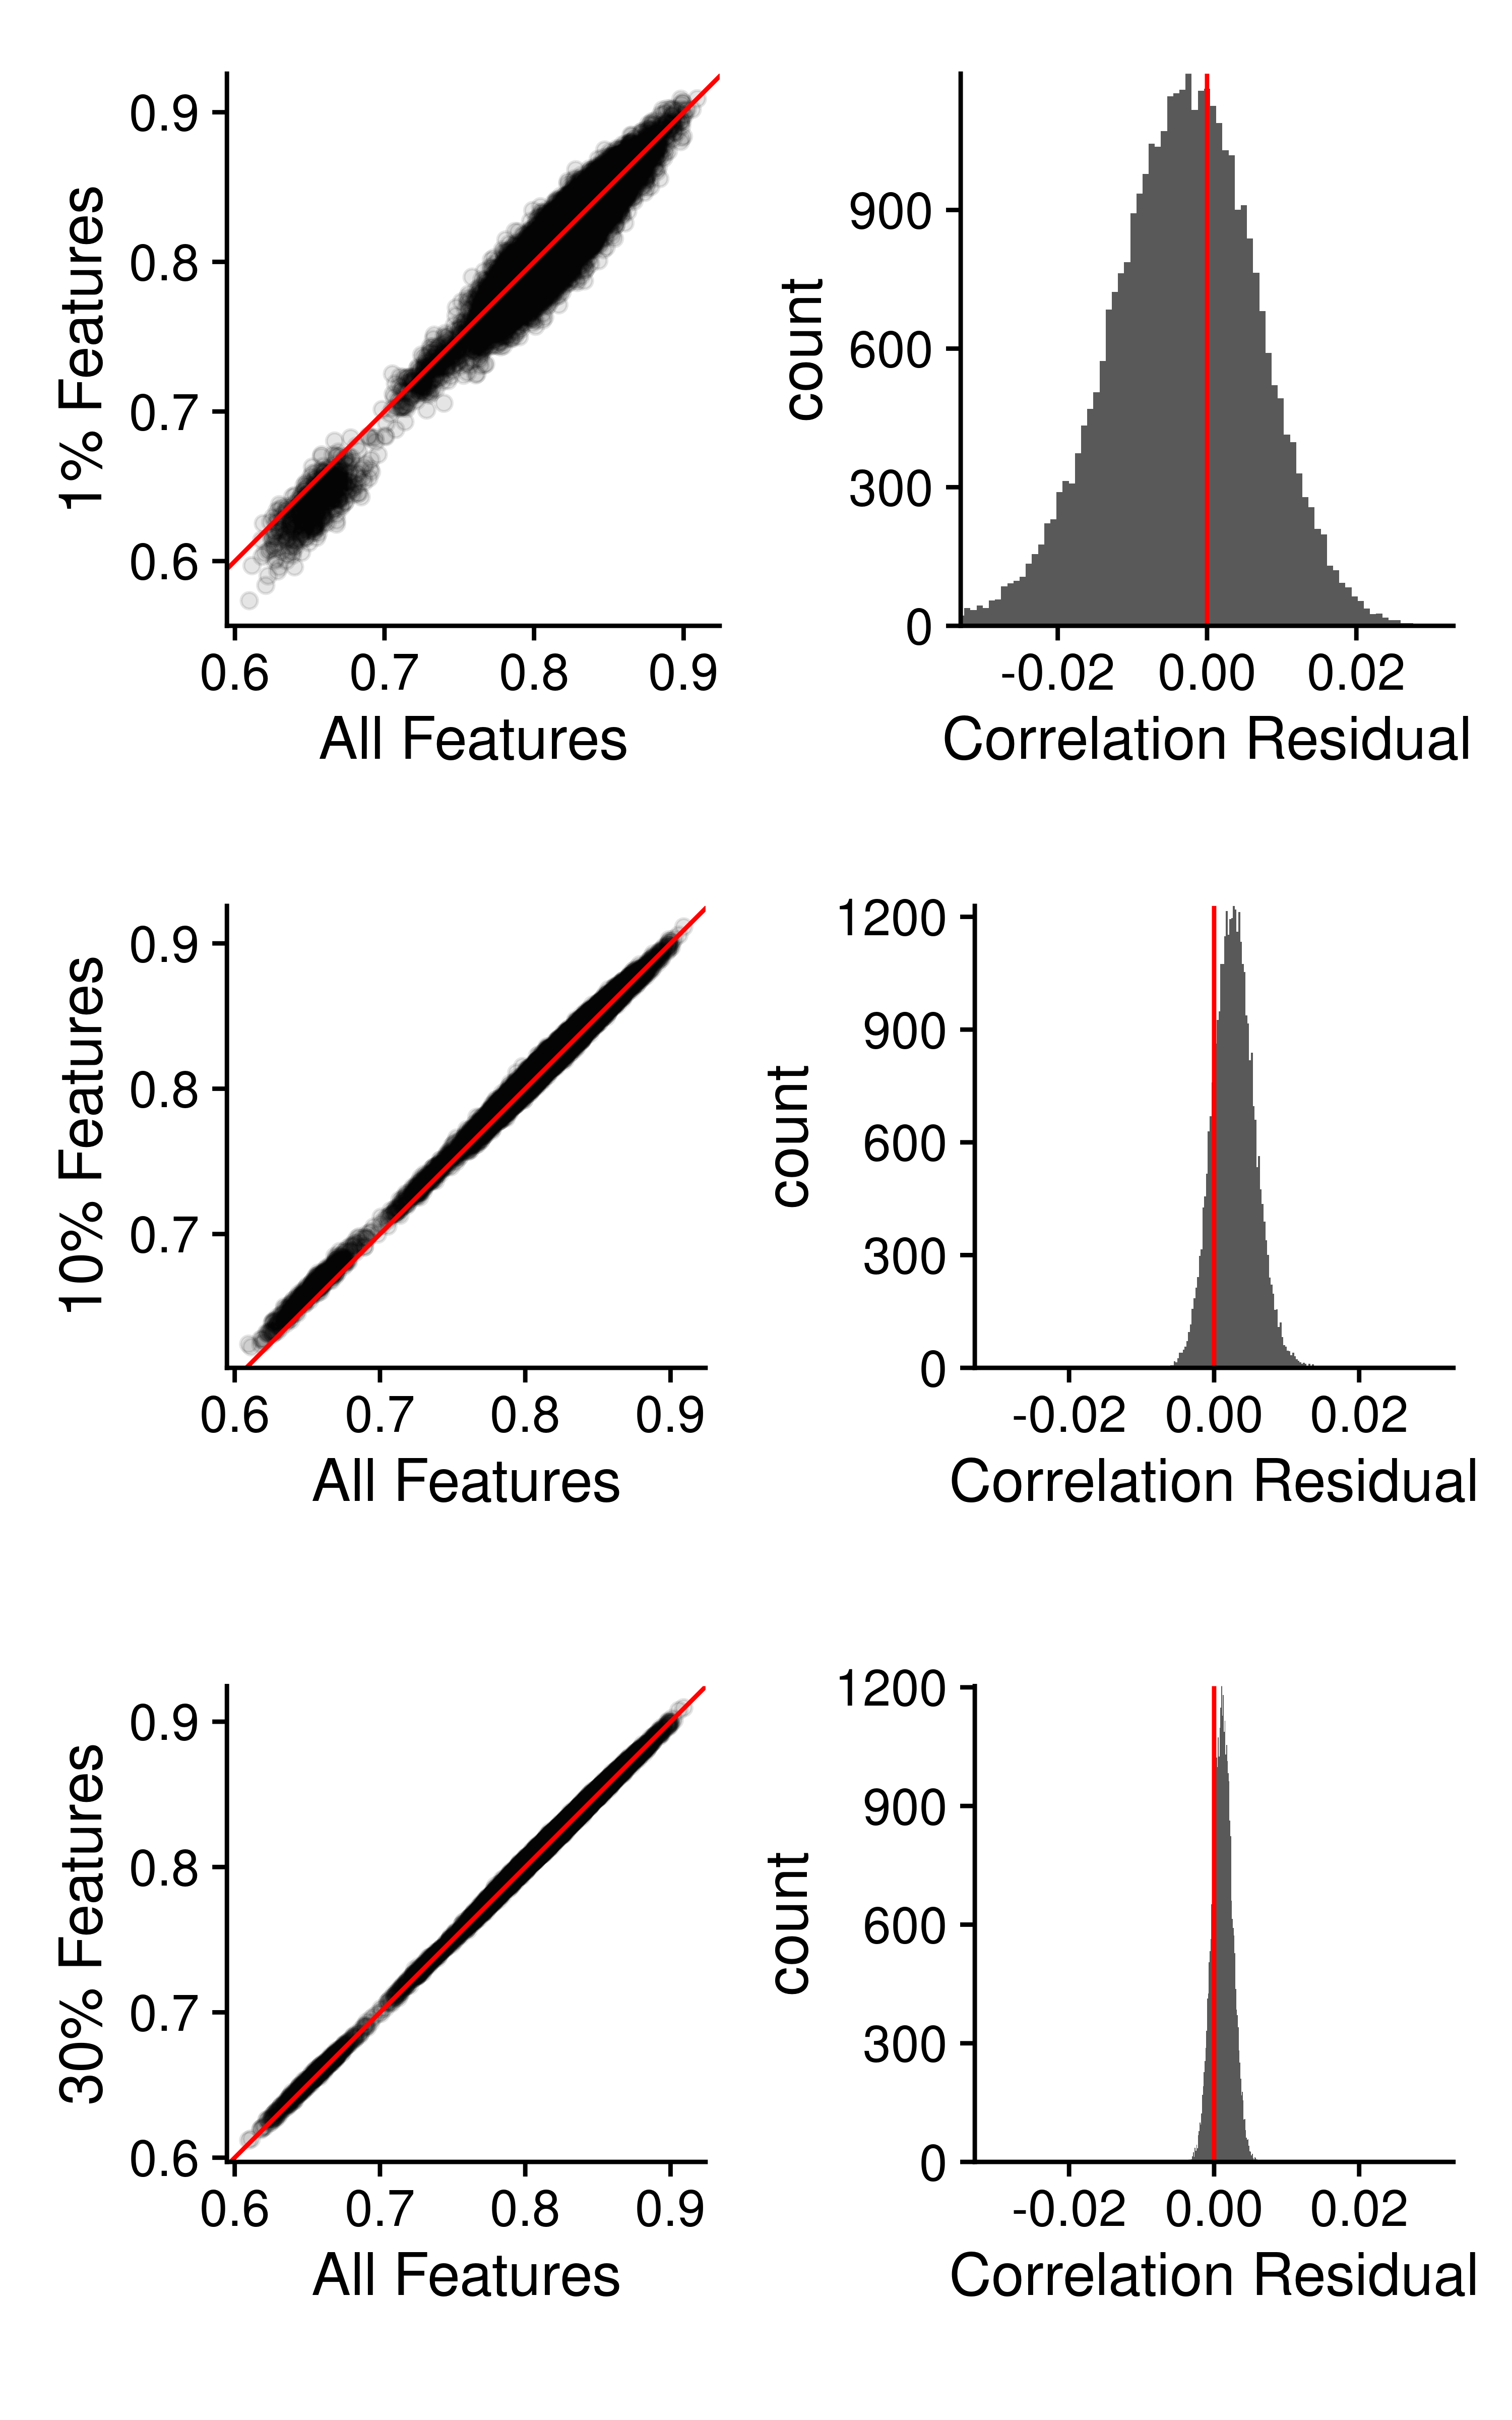 1% Features
0.9
0.8
0.7
0.6
0.6 0.7 0.8 0.9
All Features
count
900
600
300
0
-0.02 0.00 0.02
Correlation Residual
10% Features
0.9
0.8
0.7
0.6 0.7 0.8 0.9
All Features
count
1200
900
600
300
0
-0.02 0.00 0.02
Correlation Residual
30% Features
0.9
0.8
0.7
0.6
0.6 0.7 0.8 0.9
All Features
count
1200
900
600
300
0
-0.02 0.00 0.02
Correlation Residual